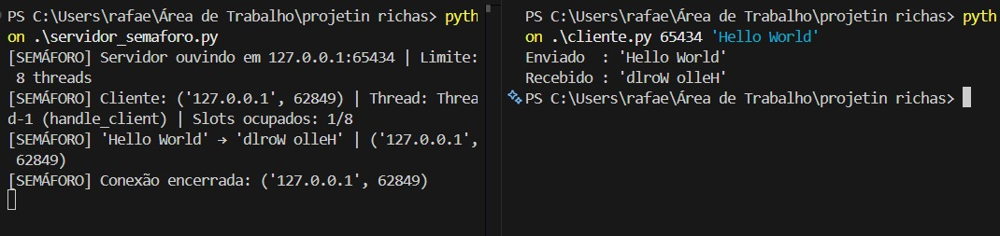 PS C:\Users\rafae\Área de Trabalho\projetin richas> pyth
on .\servidor_semaforo.py
[SEMÁFORO] Servidor ouvindo em 127.0.0.1:65434 | Limite:
 8 threads
[SEMÁFORO] Cliente: ('127.0.0.1', 62849) | Thread: Threa
d-1 (handle_client) | Slots ocupados: 1/8
[SEMÁFORO] 'Hello World' → 'dlroW olleH' | ('127.0.0.1',
 62849)
[SEMÁFORO] Conexão encerrada: ('127.0.0.1', 62849)
PS C:\Users\rafae\Área de Trabalho\projetin richas> pyth
on .\cliente.py 65434 'Hello World'
Enviado  : 'Hello World'
Recebido : 'dlroW olleH'
PS C:\Users\rafae\Área de Trabalho\projetin richas>